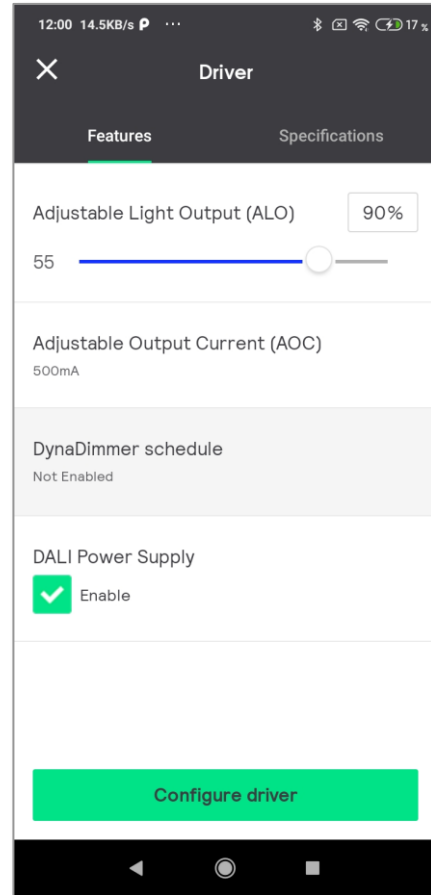 12:00 14.5KB/s P ... 17%
Driver
Features Specifications
Adjustable Light Output (ALO) 90%
55
Adjustable Output Current (AOC)
500mA
DynaDimmer schedule
Not Enabled
DALI Power Supply
Enable
Configure driver